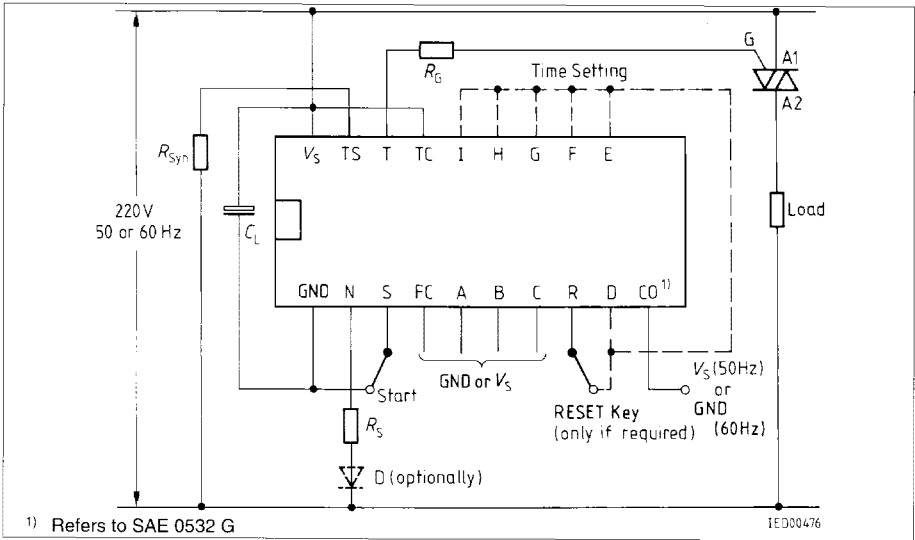 G
A1
R_G
Time Setting
A2
R_Syn
V_S TS T TC I H G F E
220V
50 or 60 Hz
C_L
Load
GND N S FC A B C R D CO 1)
GND or V_S
Start
V_S (50Hz)
or
GND
(60Hz)
RESET Key
(only if required)
R_S
D (optionally)
1) Refers to SAE 0532 G
IED00476